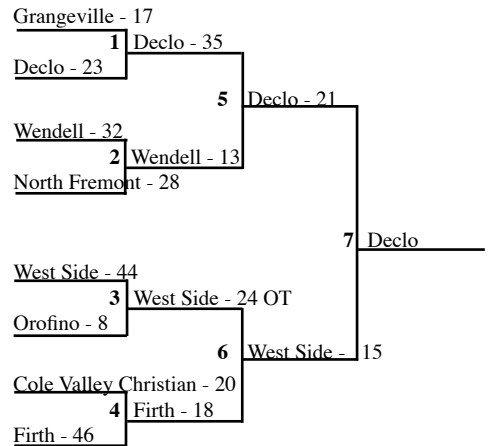 Grangeville - 17
1 Declo - 35
Declo - 23
5 Declo - 21
Wendell - 32
2 Wendell - 13
North Fremont - 28
7 Declo
West Side - 44
3 West Side - 24 OT
Orofino - 8
6 West Side - 15
Cole Valley Christian - 20
4 Firth - 18
Firth - 46